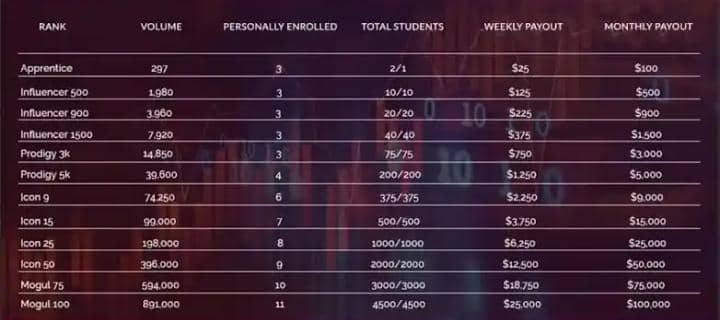 RANK VOLUME PERSONALLY ENROLLED TOTAL STUDENTS WEEKLY PAYOUT MONTHLY PAYOUT
Apprentice 297 3 2/1 $25 $100
Influencer 500 1,980 3 10/10 $125 $500
Influencer 900 3,960 3 20/20 $225 $900
Influencer 1500 7,920 3 40/40 $375 $1,500
Prodigy 3k 14,850 3 75/75 $750 $3,000
Prodigy 5k 39,600 4 200/200 $1,250 $5,000
Icon 9 74,250 6 375/375 $2,250 $9,000
Icon 15 99,000 7 500/500 $3,750 $15,000
Icon 25 198,000 8 1000/1000 $6,250 $25,000
Icon 50 396,000 9 2000/2000 $12,500 $50,000
Mogul 75 594,000 10 3000/3000 $18,750 $75,000
Mogul 100 891,000 11 4500/4500 $25,000 $100,000